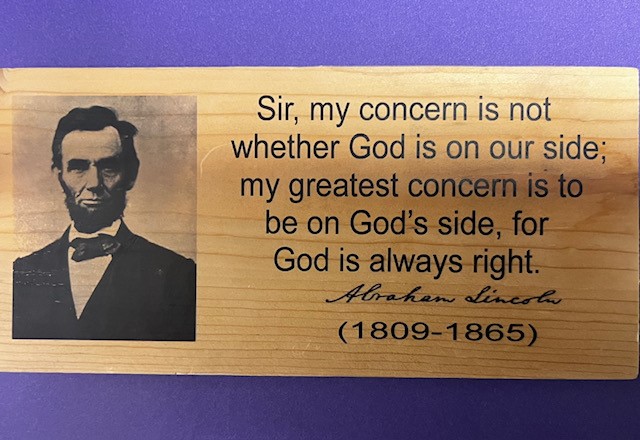 Sir, my concern is not
whether God is on our side;
my greatest concern is to
be on God's side, for
God is always right.
Abraham Lincoln
(1809-1865)